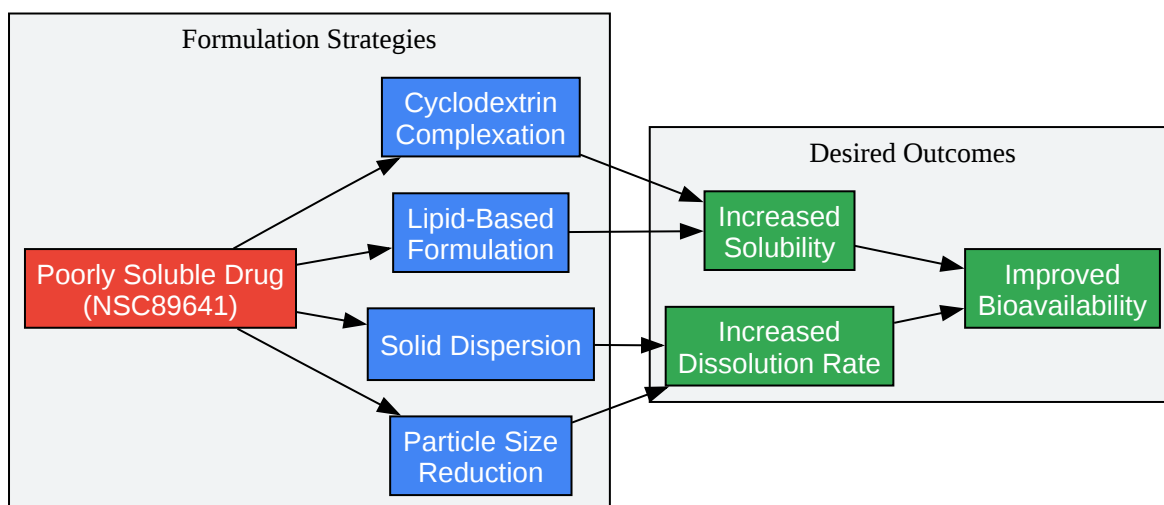 Formulation Strategies
Cyclodextrin
Complexation
Lipid-Based
Formulation
Poorly Soluble Drug
(NSC89641)
Solid Dispersion
Particle Size
Reduction
Desired Outcomes
Increased
Solubility
Increased
Dissolution Rate
Improved
Bioavailability